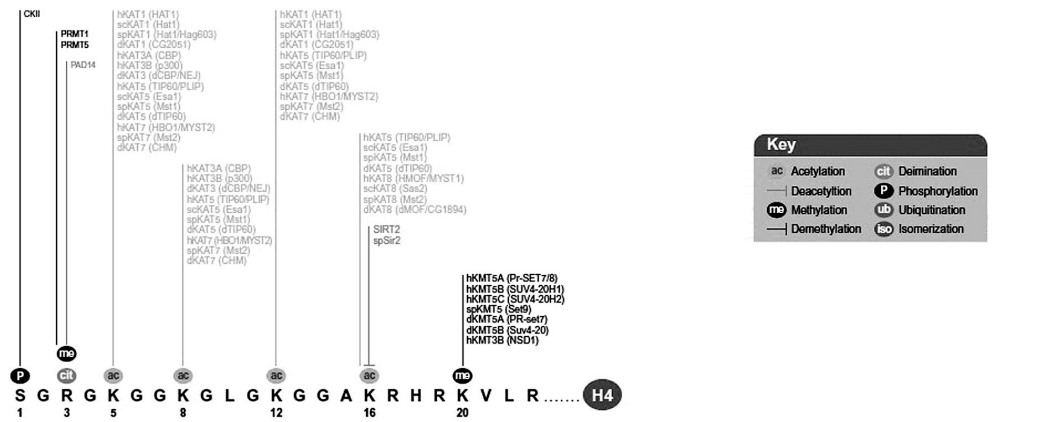 CKII
PRMT1
PRMT5
PAD14
hKAT1 (HAT1)
scKAT1 (Hat1)
spKAT1 (Hat1/Hag603)
dKAT1 (CG2051)
hKAT3A (CBP)
hKAT3B (p300)
dKAT3 (dCBP/NEJ)
hKAT5 (TIP60/PLIP)
scKAT5 (Esa1)
spKAT5 (Mst1)
dKAT5 (dTIP60)
hKAT7 (HBO1/MYST2)
spKAT7 (Mst2)
dKAT7 (CHM)
hKAT3A (CBP)
hKAT3B (p300)
dKAT3 (dCBP/NEJ)
hKAT5 (TIP60/PLIP)
scKAT5 (Esa1)
spKAT5 (Mst1)
dKAT5 (dTIP60)
hKAT7 (HBO1/MYST2)
spKAT7 (Mst2)
dKAT7 (CHM)
hKAT1 (HAT1)
scKAT1 (Hat1)
spKAT1 (Hat1/Hag603)
dKAT1 (CG2051)
hKAT5 (TIP60/PLIP)
scKAT5 (Esa1)
spKAT5 (Mst1)
dKAT5 (dTIP60)
hKAT7 (HBO1/MYST2)
spKAT7 (Mst2)
dKAT7 (CHM)
hKAT5 (TIP60/PLIP)
scKAT5 (Esa1)
spKAT5 (Mst1)
dKAT5 (dTIP60)
hKAT8 (HMOF/MYST1)
scKAT8 (Sas2)
spKAT8 (Mst2)
dKAT8 (dMOF/CG1894)
SIRT2
spSir2
hKMT5A (Pr-SET7/8)
hKMT5B (SUV4-20H1)
hKMT5C (SUV4-20H2)
spKMT5 (Set9)
dKMT5A (PR-set7)
dKMT5B (Suv4-20)
hKMT3B (NSD1)
me
P cit ac ac ac ac me
S G R G K G G K G L G K G G A K R H R K V L R ....... H4
1 3 5 8 12 16 20
Key
ac Acetylation
Deacetyltion
me Methylation
Demethylation
cit Deimination
P Phosphorylation
ub Ubiquitination
iso Isomerization